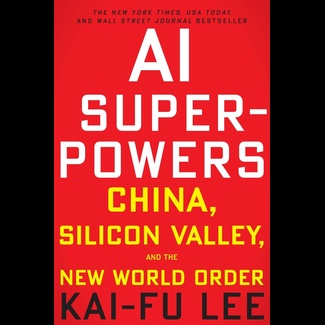 THE NEW YORK TIMES, USA TODAY,
AND WALL STREET JOURNAL BESTSELLER
AI
SUPER-
POWERS
CHINA,
SILICON VALLEY,
AND THE
NEW WORLD ORDER
KAI-FU LEE